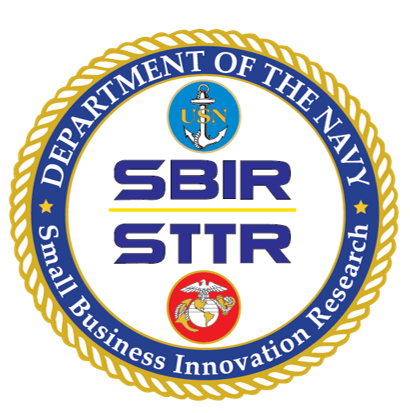 DEPARTMENT OF THE NAVY
USN
SBIR
STTR
Small Business Innovation Research